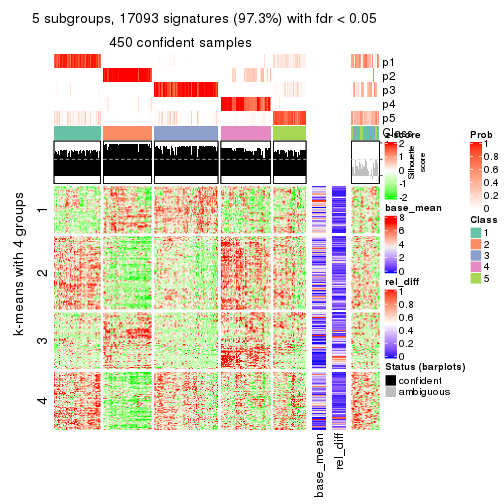 5 subgroups, 17093 signatures (97.3%) with fdr < 0.05
450 confident samples
p1
p2
p3
p4
p5
Class
Silhouette
score
k-means with 4 groups
1
2
3
4
base_mean
rel_diff
z-score
2
1
0
-1
-2
base_mean
8
6
4
2
0
rel_diff
1
0.8
0.6
0.4
0.2
0
Status (barplots)
confident
ambiguous
Prob
1
0.8
0.6
0.4
0.2
0
Class
1
2
3
4
5